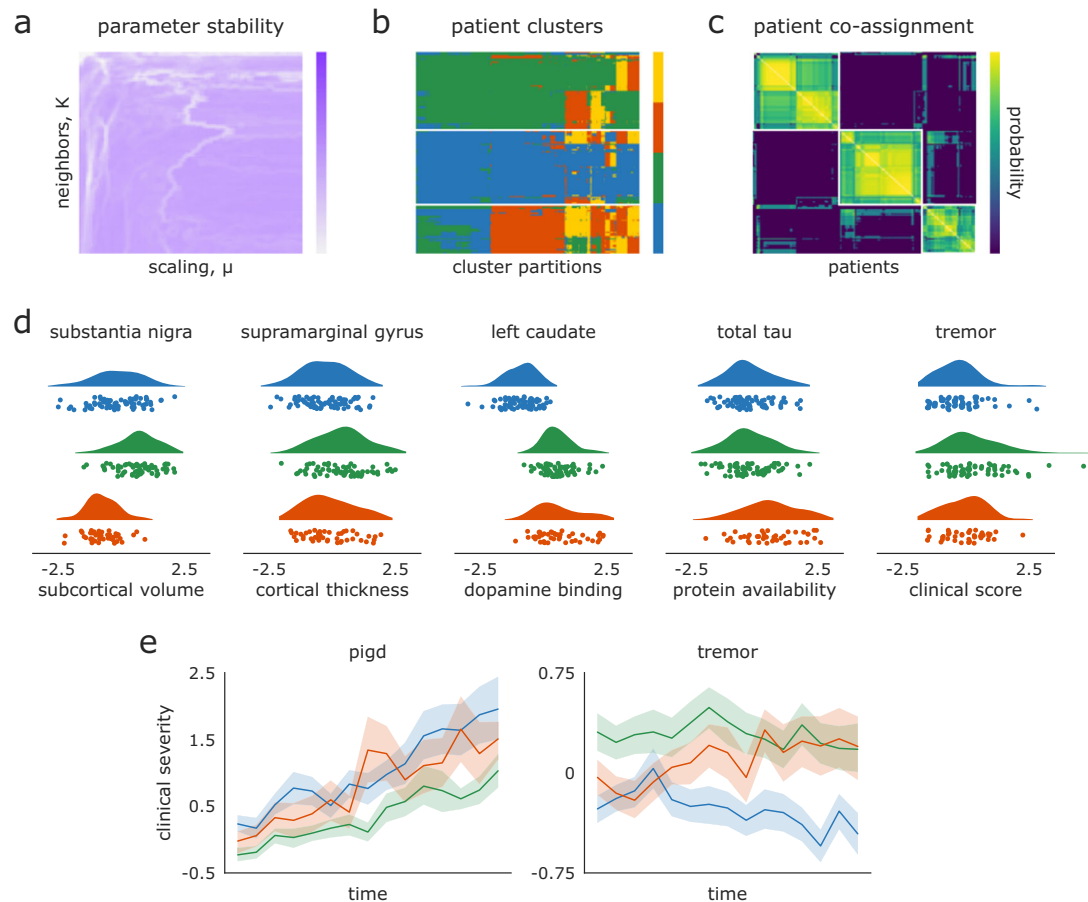 a
parameter stability
neighbors, K
scaling, μ
b
patient clusters
cluster partitions
c
patient co-assignment
probability
patients
d
substantia nigra
supramarginal gyrus
left caudate
total tau
tremor
-2.5 2.5
-2.5 2.5
-2.5 2.5
-2.5 2.5
-2.5 2.5
subcortical volume
cortical thickness
dopamine binding
protein availability
clinical score
e
pigd
clinical severity
2.5
1.5
0.5
-0.5
time
tremor
0.75
0
-0.75
time